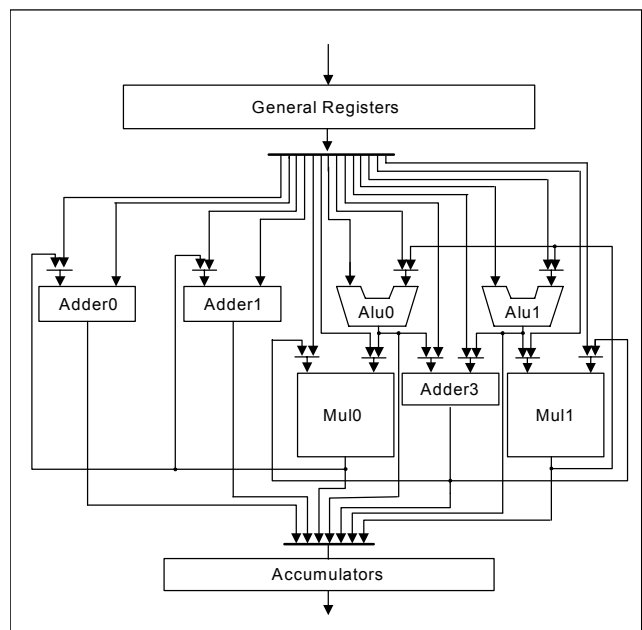 General Registers
Adder0
Adder1
Alu0
Alu1
Mul0
Adder3
Mul1
Accumulators